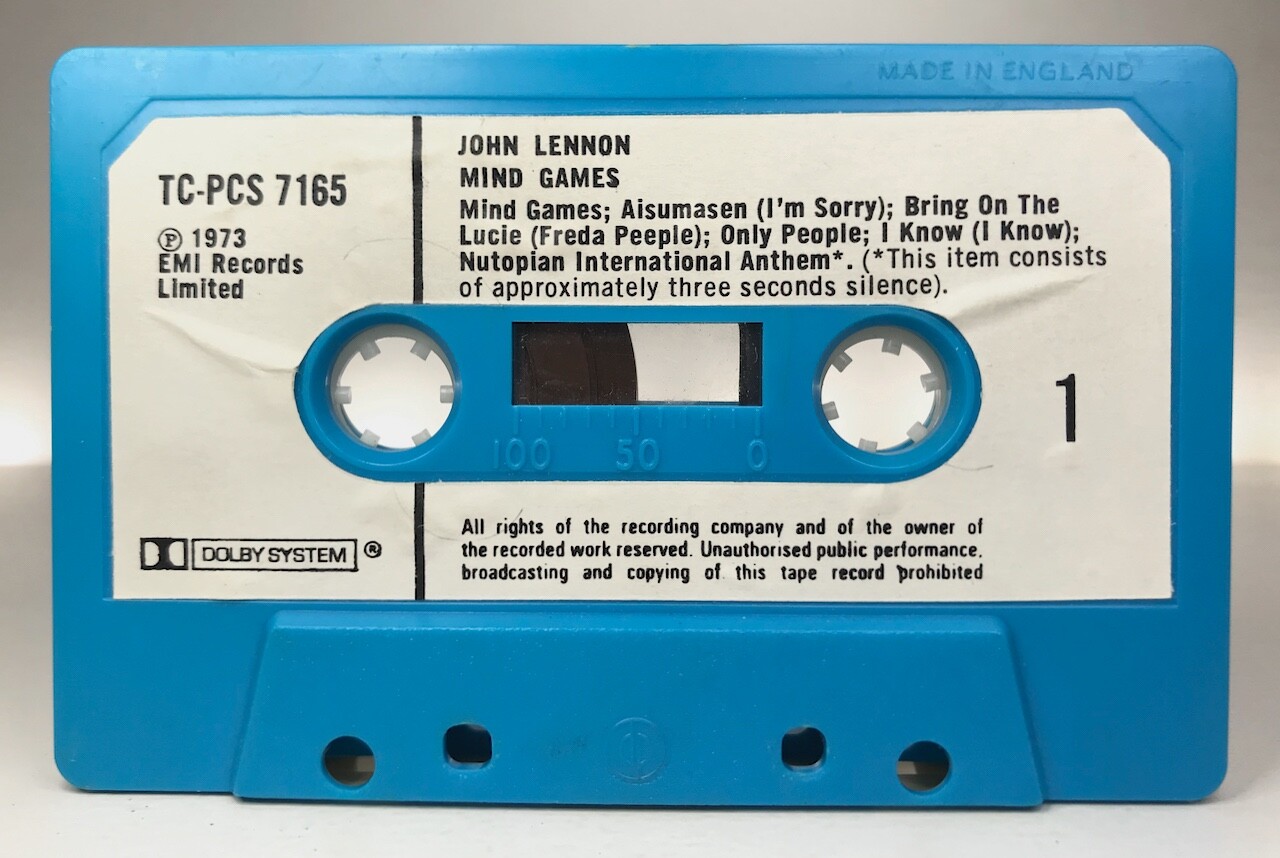 MADE IN ENGLAND
TC-PCS 7165
Ⓟ 1973
EMI Records
Limited
JOHN LENNON
MIND GAMES
Mind Games; Aisumasen (I'm Sorry); Bring On The
Lucie (Freda Peeple); Only People; I Know (I Know);
Nutopian International Anthem*. (*This item consists
of approximately three seconds silence).
100 50 0
1
DOLBY SYSTEM ®
All rights of the recording company and of the owner of
the recorded work reserved. Unauthorised public performance,
broadcasting and copying of this tape record prohibited